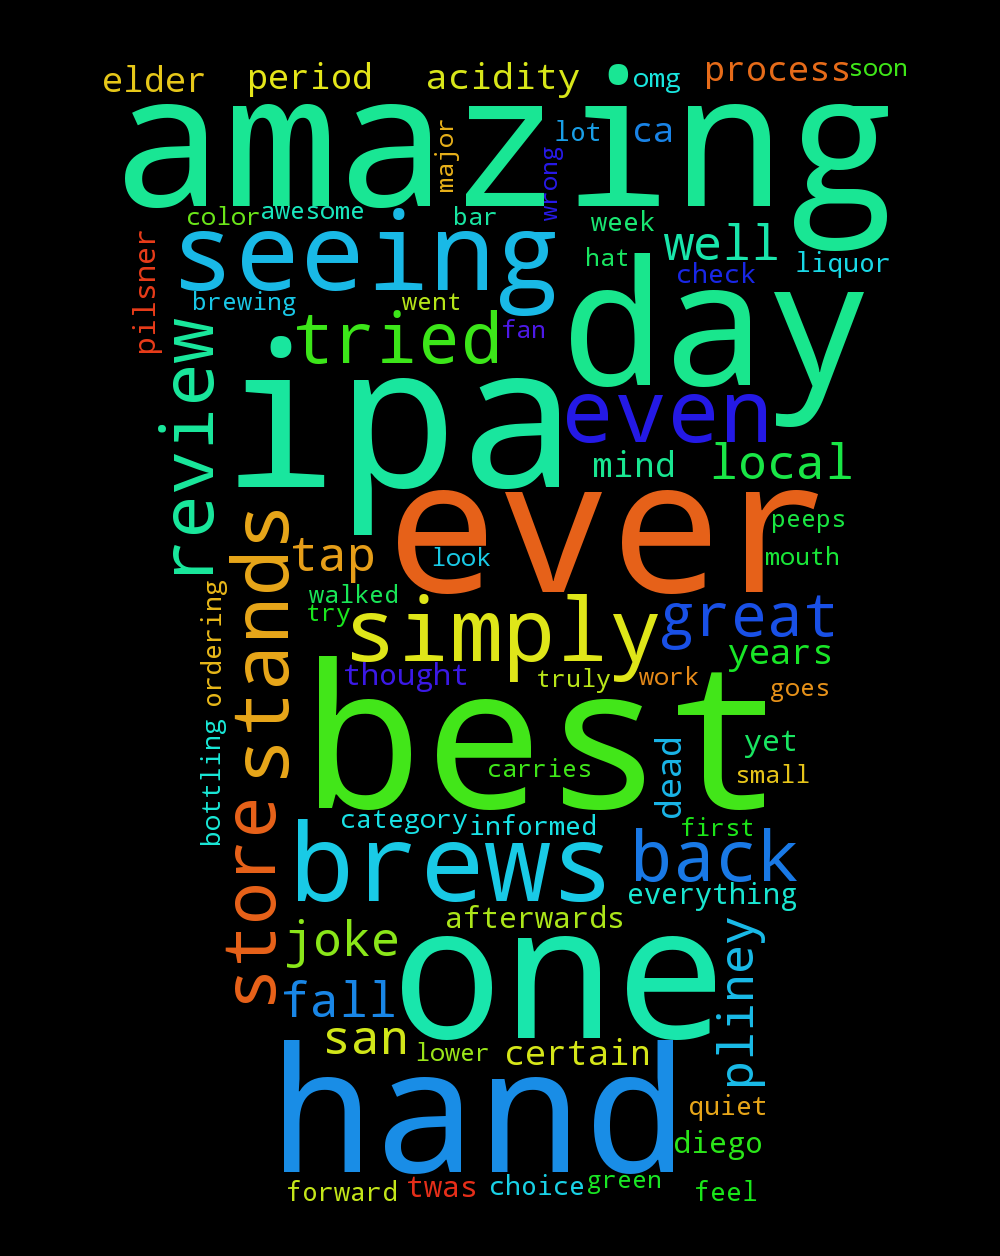 elder period acidity omg process soon
amazing
major lot ca wrong
color awesome bar week well
seeing hat check liquor
pilsner brewing went day
review tried fan
ipa even
mind local
ever peeps
stands tap look mouth
ordering walked try simply great
years
thought truly work goes
best yet
bottling carries dead small
store category informed first
brews back
everything
afterwards
joke one pliney
fall
san lower certain
hand quiet
diego
forward twas choice green feel